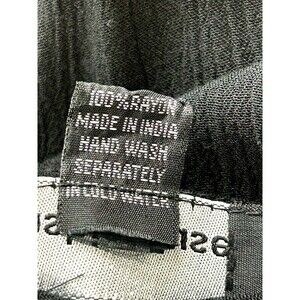 100% RAYON
MADE IN INDIA
HAND WASH
SEPARATELY
IN COLD WATER